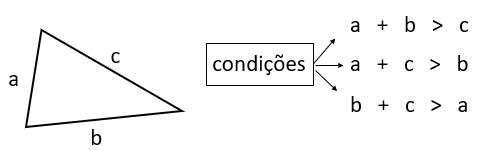 a
c
b
condições
a + b > c
a + c > b
b + c > a